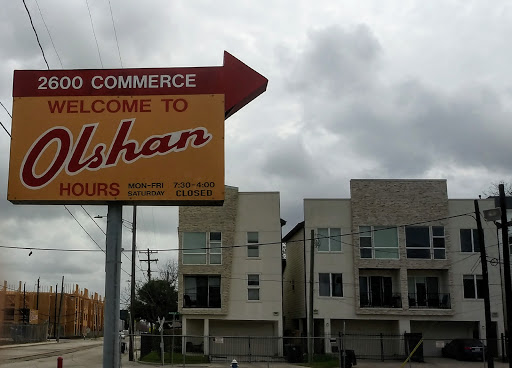 2600 COMMERCE
WELCOME TO
Olshan
HOURS MON-FRI 7:30-4:00
SATURDAY CLOSED